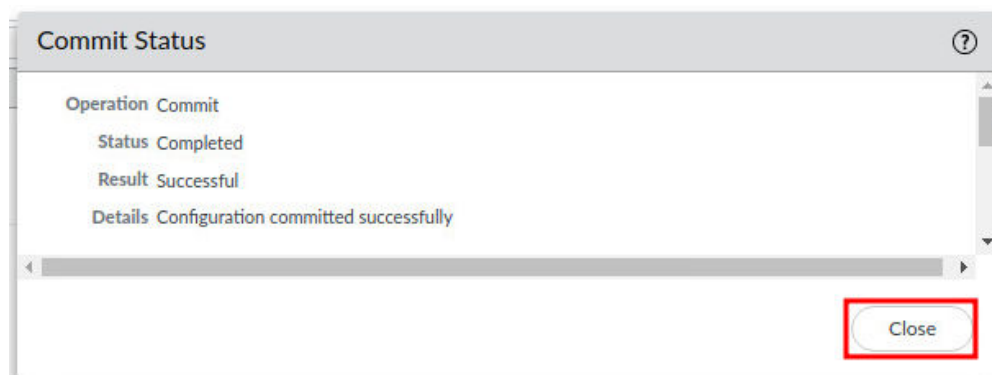 Commit Status
Operation Commit
Status Completed
Result Successful
Details Configuration committed successfully
Close